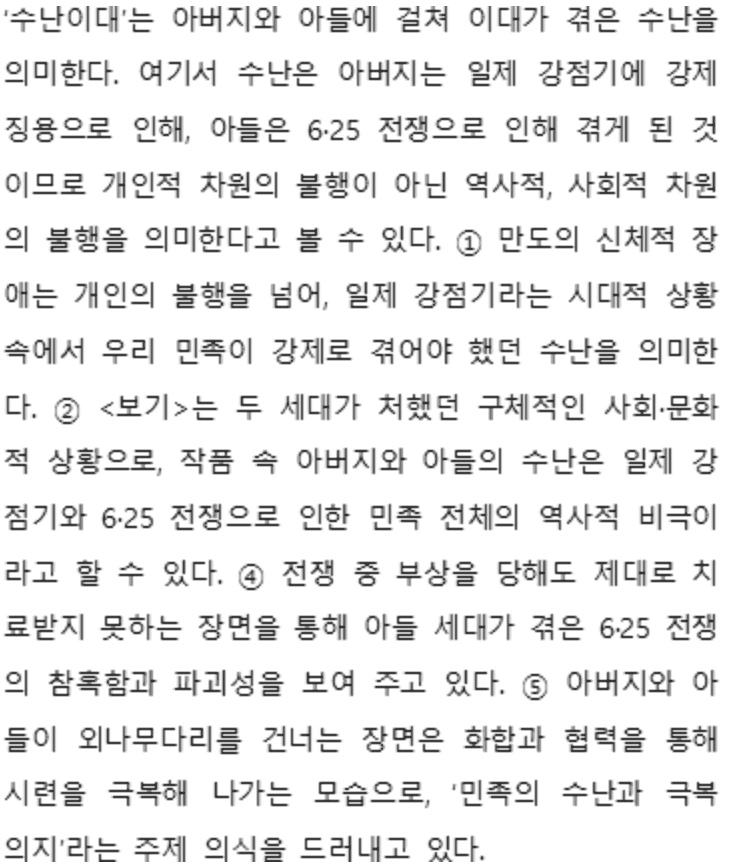 ‘수난이대’는 아버지와 아들에 걸쳐 이대가 겪은 수난을
의미한다. 여기서 수난은 아버지는 일제 강점기에 강제
징용으로 인해, 아들은 6·25 전쟁으로 인해 겪게 된 것
이므로 개인적 차원의 불행이 아닌 역사적, 사회적 차원
의 불행을 의미한다고 볼 수 있다. ① 만도의 신체적 장
애는 개인의 불행을 넘어, 일제 강점기라는 시대적 상황
속에서 우리 민족이 강제로 겪어야 했던 수난을 의미한
다. ② <보기>는 두 세대가 처했던 구체적인 사회·문화
적 상황으로, 작품 속 아버지와 아들의 수난은 일제 강
점기와 6·25 전쟁으로 인한 민족 전체의 역사적 비극이
라고 할 수 있다. ④ 전쟁 중 부상을 당해도 제대로 치
료받지 못하는 장면을 통해 아들 세대가 겪은 6·25 전쟁
의 참혹함과 파괴성을 보여 주고 있다. ⑤ 아버지와 아
들이 외나무다리를 건너는 장면은 화합과 협력을 통해
시련을 극복해 나가는 모습으로, ‘민족의 수난과 극복
의지’라는 주제 의식을 드러내고 있다.